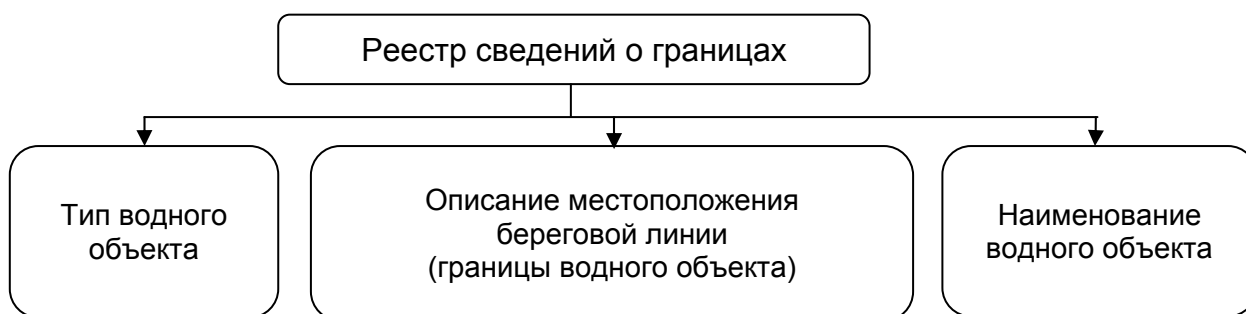 Реестр сведений о границах
Тип водного
объекта
Описание местоположения
береговой линии
(границы водного объекта)
Наименование
водного объекта